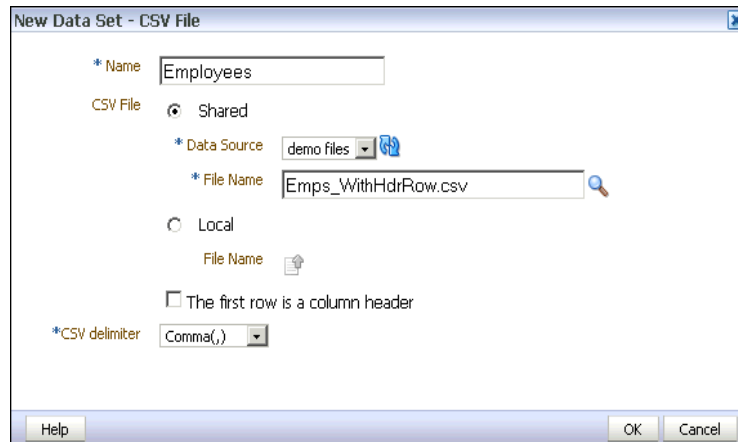 New Data Set - CSV File
* Name Employees
CSV File Shared
* Data Source demo files
* File Name Emps_WithHdrRow.csv
Local
File Name
The first row is a column header
*CSV delimiter Comma(,)
Help OK Cancel